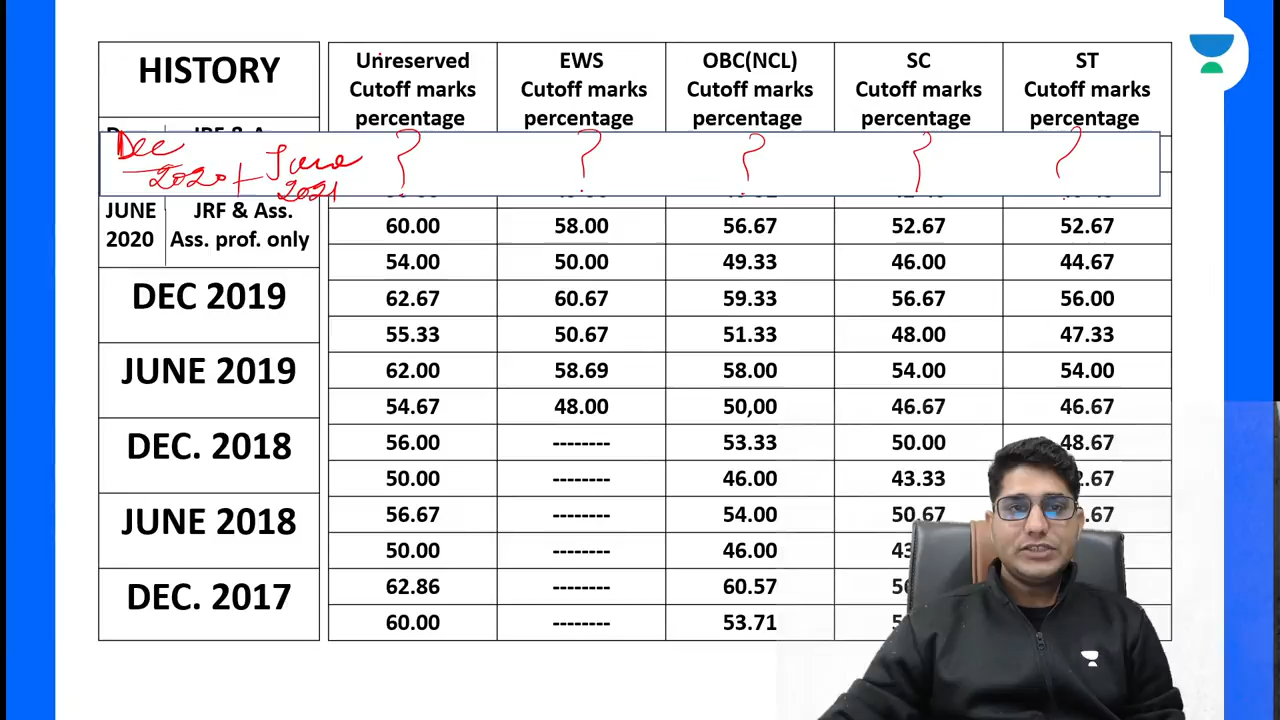 HISTORY
Unreserved Cutoff marks percentage
EWS Cutoff marks percentage
OBC(NCL) Cutoff marks percentage
SC Cutoff marks percentage
ST Cutoff marks percentage
Dec 2020 + June 2021 ? ? ? ? ?
JUNE 2020 JRF & Ass. Ass. prof. only
60.00 58.00 56.67 52.67 52.67
54.00 50.00 49.33 46.00 44.67
DEC 2019
62.67 60.67 59.33 56.67 56.00
55.33 50.67 51.33 48.00 47.33
JUNE 2019
62.00 58.69 58.00 54.00 54.00
54.67 48.00 50,00 46.67 46.67
DEC. 2018
56.00 -------- 53.33 50.00 48.67
50.00 -------- 46.00 43.33
JUNE 2018
56.67 -------- 54.00 50.67
50.00 -------- 46.00
DEC. 2017
62.86 -------- 60.57
60.00 -------- 53.71